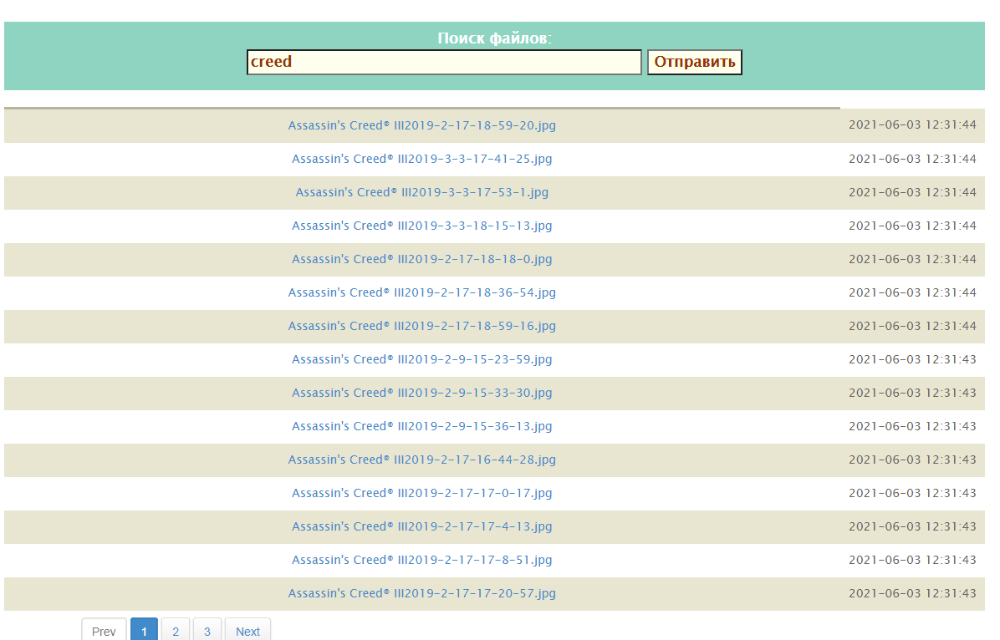 Поиск файлов:
creed Отправить
Assassin's Creed® III2019-2-17-18-59-20.jpg 2021-06-03 12:31:44
Assassin's Creed® III2019-3-3-17-41-25.jpg 2021-06-03 12:31:44
Assassin's Creed® III2019-3-3-17-53-1.jpg 2021-06-03 12:31:44
Assassin's Creed® III2019-3-3-18-15-13.jpg 2021-06-03 12:31:44
Assassin's Creed® III2019-2-17-18-18-0.jpg 2021-06-03 12:31:44
Assassin's Creed® III2019-2-17-18-36-54.jpg 2021-06-03 12:31:44
Assassin's Creed® III2019-2-17-18-59-16.jpg 2021-06-03 12:31:44
Assassin's Creed® III2019-2-9-15-23-59.jpg 2021-06-03 12:31:43
Assassin's Creed® III2019-2-9-15-33-30.jpg 2021-06-03 12:31:43
Assassin's Creed® III2019-2-9-15-36-13.jpg 2021-06-03 12:31:43
Assassin's Creed® III2019-2-17-16-44-28.jpg 2021-06-03 12:31:43
Assassin's Creed® III2019-2-17-17-0-17.jpg 2021-06-03 12:31:43
Assassin's Creed® III2019-2-17-17-4-13.jpg 2021-06-03 12:31:43
Assassin's Creed® III2019-2-17-17-8-51.jpg 2021-06-03 12:31:43
Assassin's Creed® III2019-2-17-17-20-57.jpg 2021-06-03 12:31:43
Prev 1 2 3 Next